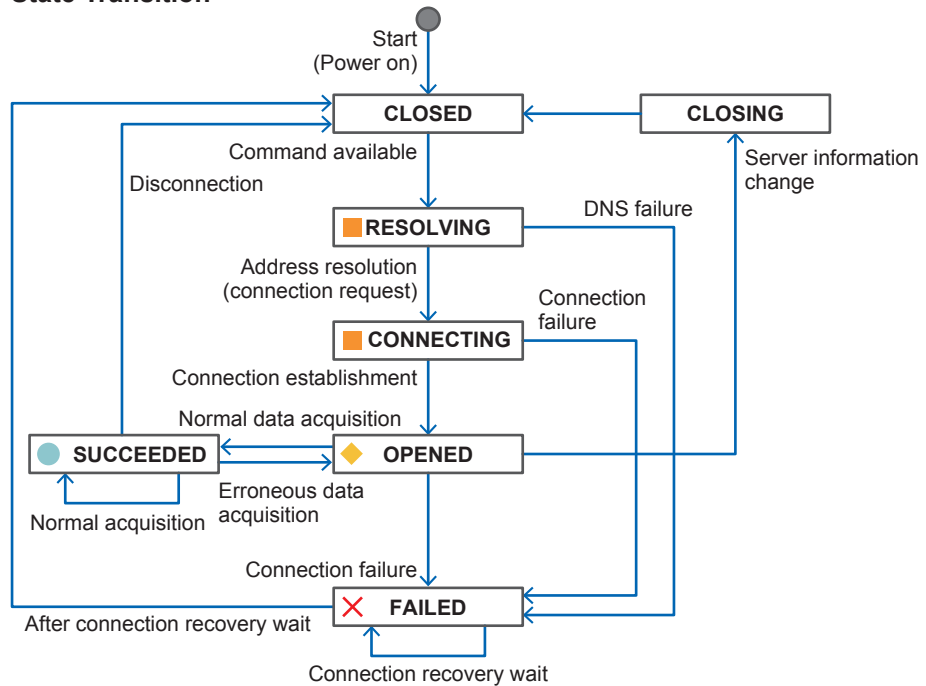 State Transition
Start
(Power on)
CLOSED
CLOSING
Command available
Server information
change
Disconnection
DNS failure
RESOLVING
Address resolution
(connection request)
Connection
failure
CONNECTING
Connection establishment
Normal data acquisition
SUCCEEDED
OPENED
Erroneous data
acquisition
Normal acquisition
Connection failure
FAILED
After connection recovery wait
Connection recovery wait